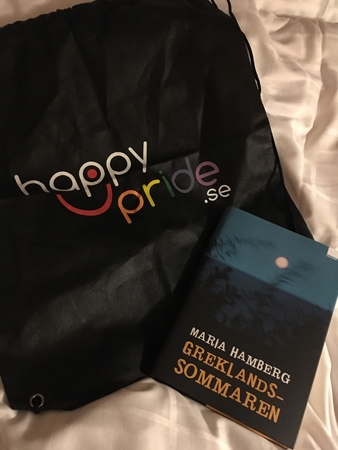 happy
pride.se
MARIA HAMBERG
GREKLANDS-
SOMMAREN